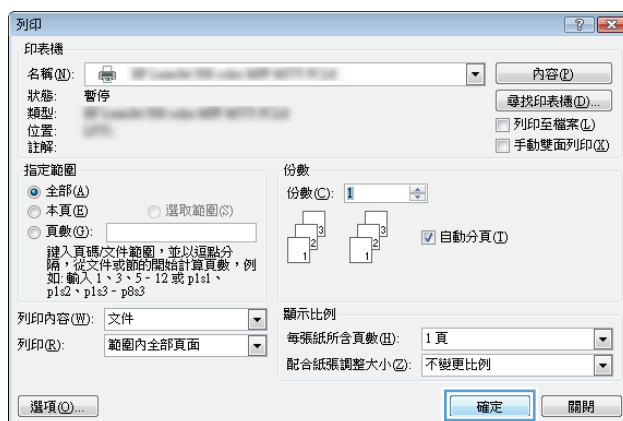 列印
印表機
名稱(N):
內容(P)
狀態: 暫停
尋找印表機(D)...
類型:
位置:
列印至檔案(L)
註解:
手動雙面列印(X)
指定範圍
份數
全部(A)
份數(C): 1
本頁(E) 選取範圍(S)
頁數(G):
鍵入頁碼/文件範圍，並以逗點分
隔，從文件或節的開始計算頁數，例
如: 輸入 1、3、5 - 12 或 p1s1、
p1s2、p1s3 - p8s3
3 2 1 3 2 1
自動分頁(T)
列印內容(W): 文件
列印(R): 範圍內全部頁面
顯示比例
每張紙所含頁數(H): 1 頁
配合紙張調整大小(Z): 不變更比例
選項(O)...
確定
關閉